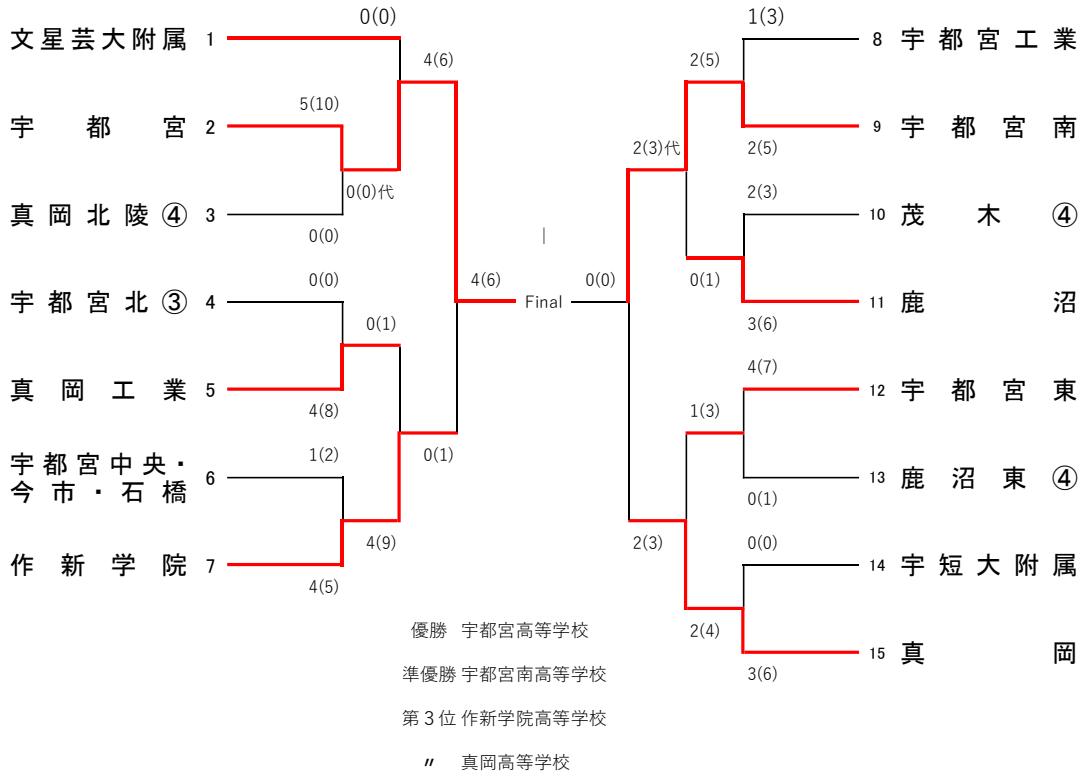 0(0)
1(3)
文星芸大附属 1
8 宇都宮工業
4(6)
2(5)
5(10)
宇都宮 2
9 宇都宮南
2(3)代
2(5)
0(0)代
2(3)
真岡北陵④ 3
10 茂木④
0(0)
|
0(0)
4(6)
0(0)
0(1)
宇都宮北③ 4
Final
11 鹿沼
0(1)
3(6)
4(7)
真岡工業 5
12 宇都宮東
4(8)
1(3)
1(2)
0(1)
宇都宮中央・
今市・石橋 6
13 鹿沼東④
0(1)
4(9)
2(3)
0(0)
作新学院 7
14 宇短大附属
4(5)
優勝 宇都宮高等学校
2(4)
15 真岡
準優勝 宇都宮南高等学校
3(6)
第3位 作新学院高等学校
〃 真岡高等学校